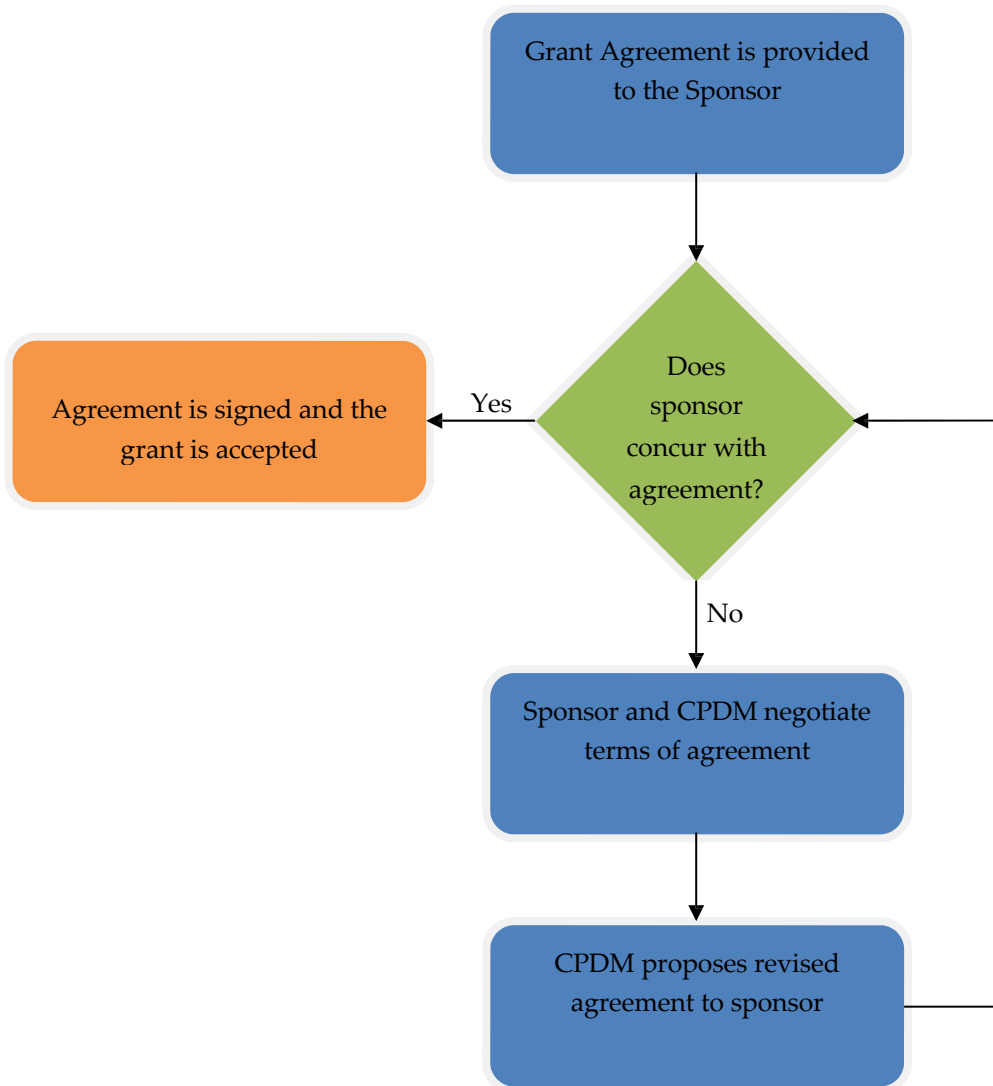 Grant Agreement is provided
to the Sponsor
Does
sponsor
concur with
agreement?
Yes
Agreement is signed and the
grant is accepted
No
Sponsor and CPDM negotiate
terms of agreement
CPDM proposes revised
agreement to sponsor